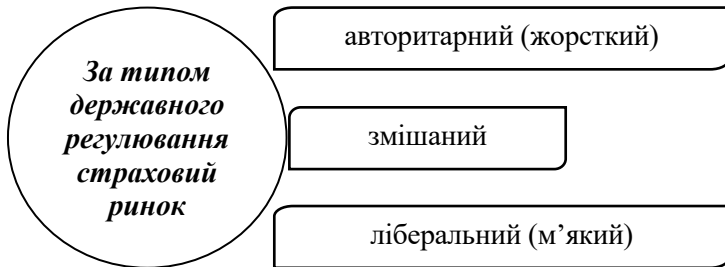 За типом
державного
регулювання
страховий
ринок
авторитарний (жорсткий)
змішаний
ліберальний (м’який)